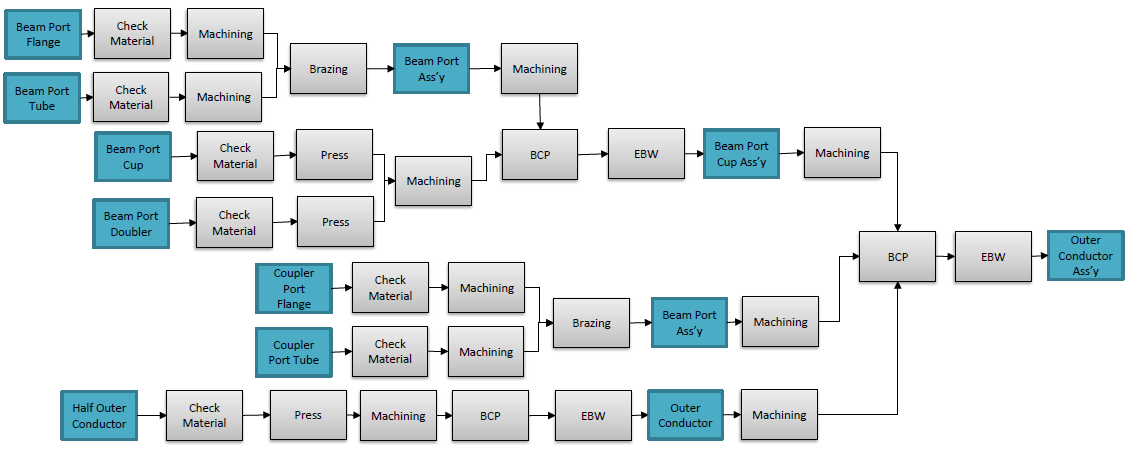 Beam Port
Flange
Check
Material
Machining
Beam Port
Tube
Check
Material
Machining
Brazing
Beam Port
Ass’y
Machining
Beam Port
Cup
Check
Material
Press
Beam Port
Doubler
Check
Material
Press
Machining
BCP
EBW
Beam Port
Cup Ass’y
Machining
Coupler
Port
Flange
Check
Material
Machining
Coupler
Port Tube
Check
Material
Machining
Brazing
Beam Port
Ass’y
Machining
Half Outer
Conductor
Check
Material
Press
Machining
BCP
EBW
Outer
Conductor
Machining
BCP
EBW
Outer
Conductor
Ass’y